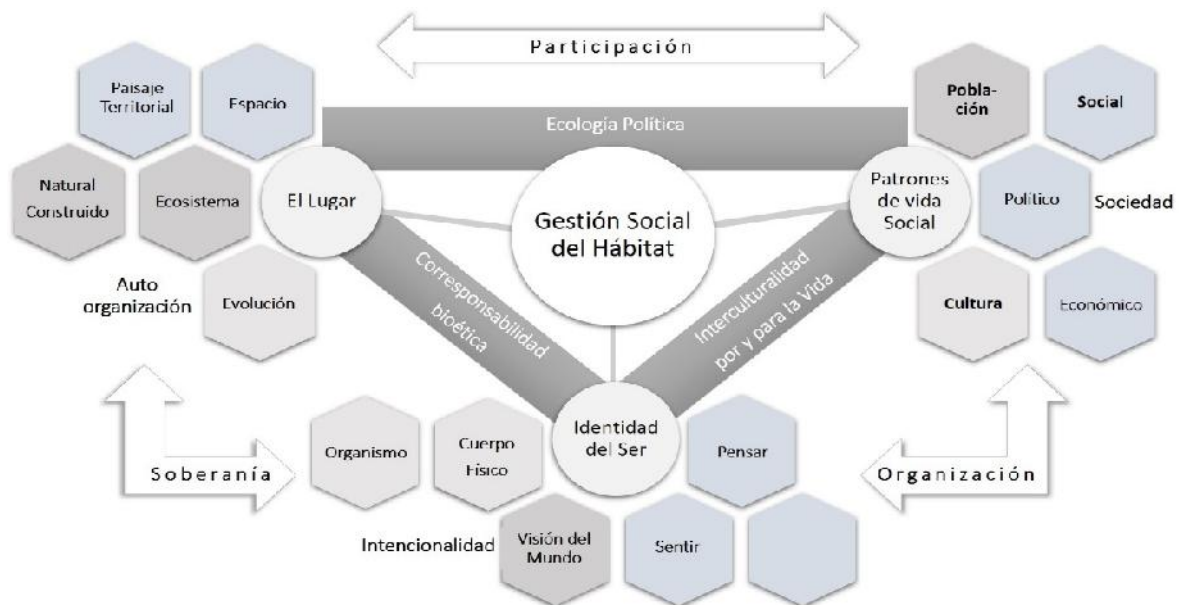 Participación
Paisaje
Territorial
Espacio
Ecología Política
Pobla-
ción
Social
Natural
Construido
Ecosistema
El Lugar
Gestión Social
del Hábitat
Patrones
de vida
Social
Político
Sociedad
Auto
organización
Evolución
Corresponsabilidad
bioética
Interculturalidad
por y para la Vida
Cultura
Económico
Soberanía
Organismo
Cuerpo
Físico
Identidad
del Ser
Pensar
Organización
Intencionalidad
Visión del
Mundo
Sentir